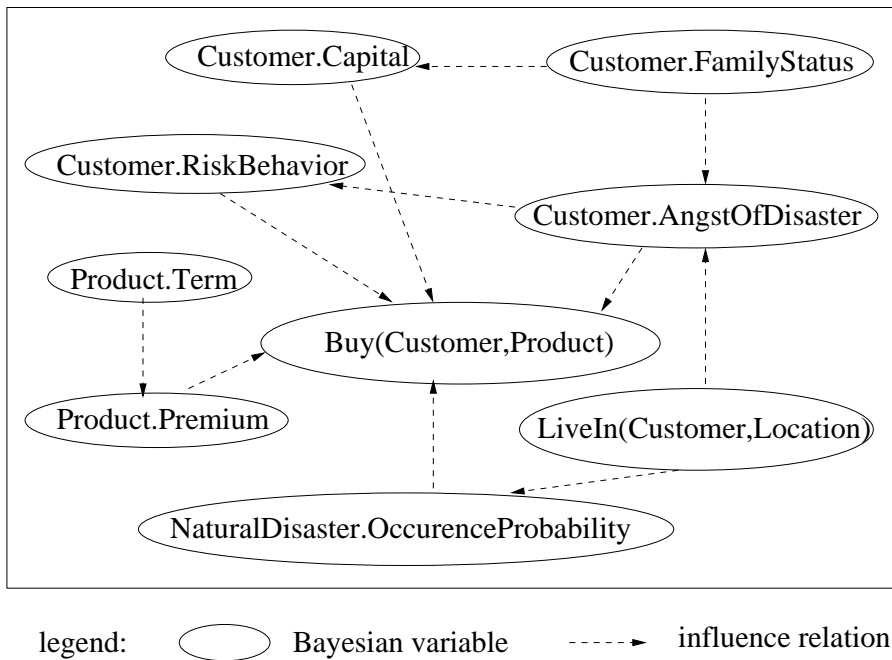 Customer.Capital
Customer.FamilyStatus
Customer.RiskBehavior
Customer.AngstOfDisaster
Product.Term
Buy(Customer,Product)
Product.Premium
LiveIn(Customer,Location)
NaturalDisaster.OccurenceProbability
legend:
Bayesian variable
influence relation